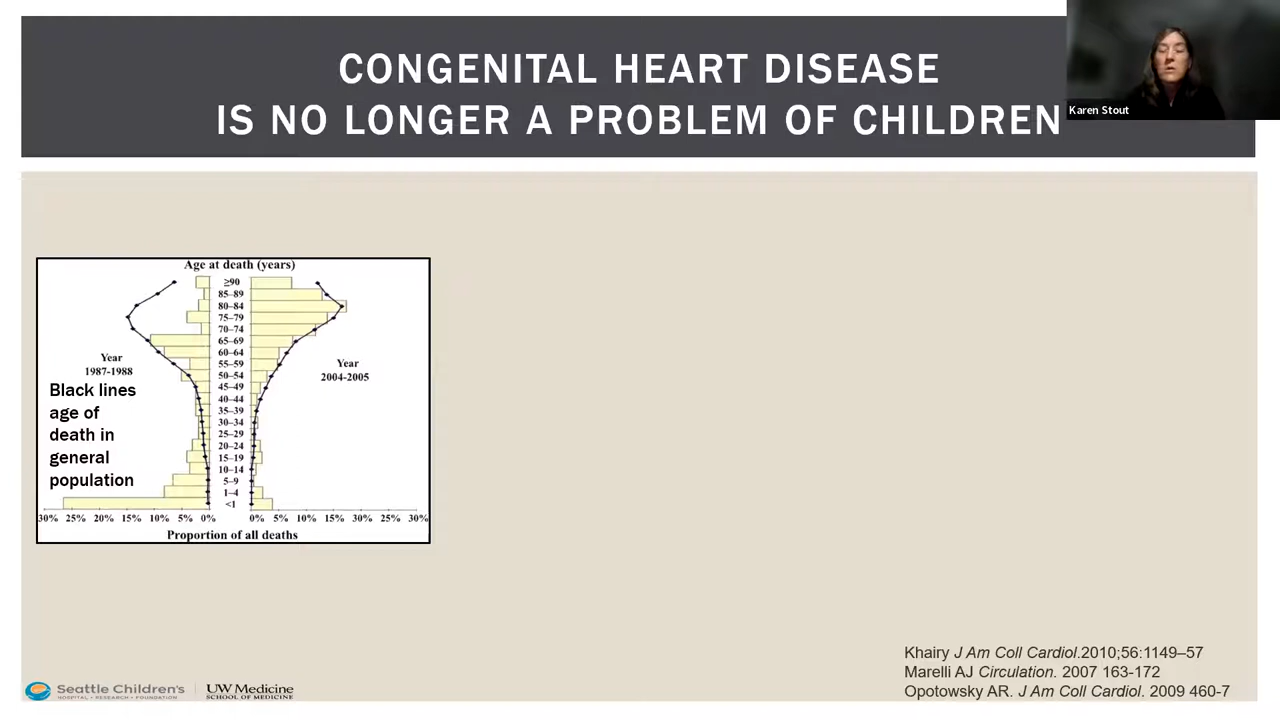 CONGENITAL HEART DISEASE
IS NO LONGER A PROBLEM OF CHILDREN
Karen Stout
Age at death (years)
≥90
85–89
80–84
75–79
70–74
65–69
60–64
55–59
50–54
45–49
40–44
35–39
30–34
25–29
20–24
15–19
10–14
5–9
1–4
<1
Year
1987-1988
Year
2004-2005
Black lines
age of
death in
general
population
30% 25% 20% 15% 10% 5% 0% 0% 5% 10% 15% 30% 25% 30%
Proportion of all deaths
Khairy J Am Coll Cardiol.2010;56:1149–57
Marelli AJ Circulation. 2007 163-172
Opotowsky AR. J Am Coll Cardiol. 2009 460-7
Seattle Children's
HOSPITAL • RESEARCH • FOUNDATION
UW Medicine
SCHOOL OF MEDICINE